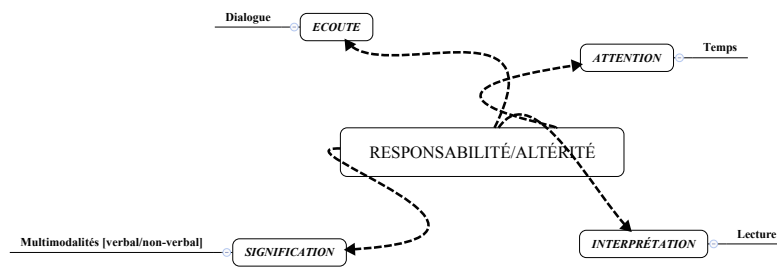 Dialogue
ECOUTE
ATTENTION
Temps
RESPONSABILITÉ/ALTÉRITÉ
Multimodalités [verbal/non-verbal]
SIGNIFICATION
INTERPRÉTATION
Lecture